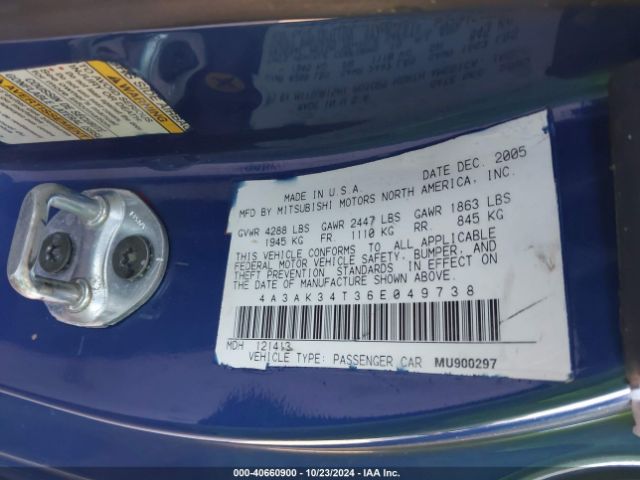 WARNING
MADE IN U.S.A. DATE DEC. 2005
MFD BY MITSUBISHI MOTORS NORTH AMERICA, INC.
GVWR 4288 LBS GAWR 2447 LBS GAWR 1863 LBS
1945 KG FR 1110 KG RR. 845 KG
THIS VEHICLE CONFORMS TO ALL APPLICABLE
FEDERAL MOTOR VEHICLE SAFETY, BUMPER, AND
THEFT PREVENTION STANDARDS IN EFFECT ON
THE DATE OF MANUFACTURE SHOWN ABOVE.
4A3AK34T36E049738
MDH 121413
VEHICLE TYPE: PASSENGER CAR MU900297
000-40660900 - 10/23/2024 - IAA Inc.